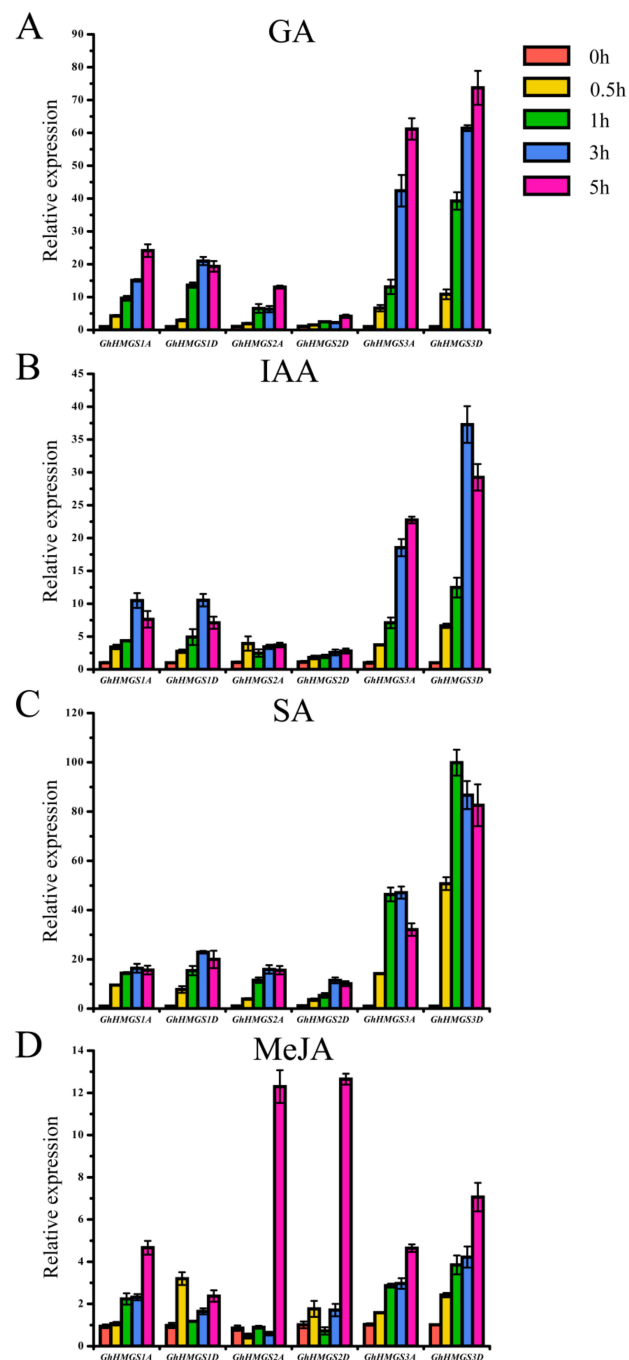 A
GA
0h
0.5h
1h
3h
5h
Relative expression
90
80
70
60
50
40
30
20
10
0
GhHMGS1A GhHMGS1D GhHMGS2A GhHMGS2D GhHMGS3A GhHMGS3D
B
IAA
Relative expression
45
40
35
30
25
20
15
10
5
0
GhHMGS1A GhHMGS1D GhHMGS2A GhHMGS2D GhHMGS3A GhHMGS3D
C
SA
Relative expression
120
100
80
60
40
20
0
GhHMGS1A GhHMGS1D GhHMGS2A GhHMGS2D GhHMGS3A GhHMGS3D
D
MeJA
Relative expression
14
12
10
8
6
4
2
0
GhHMGS1A GhHMGS1D GhHMGS2A GhHMGS2D GhHMGS3A GhHMGS3D